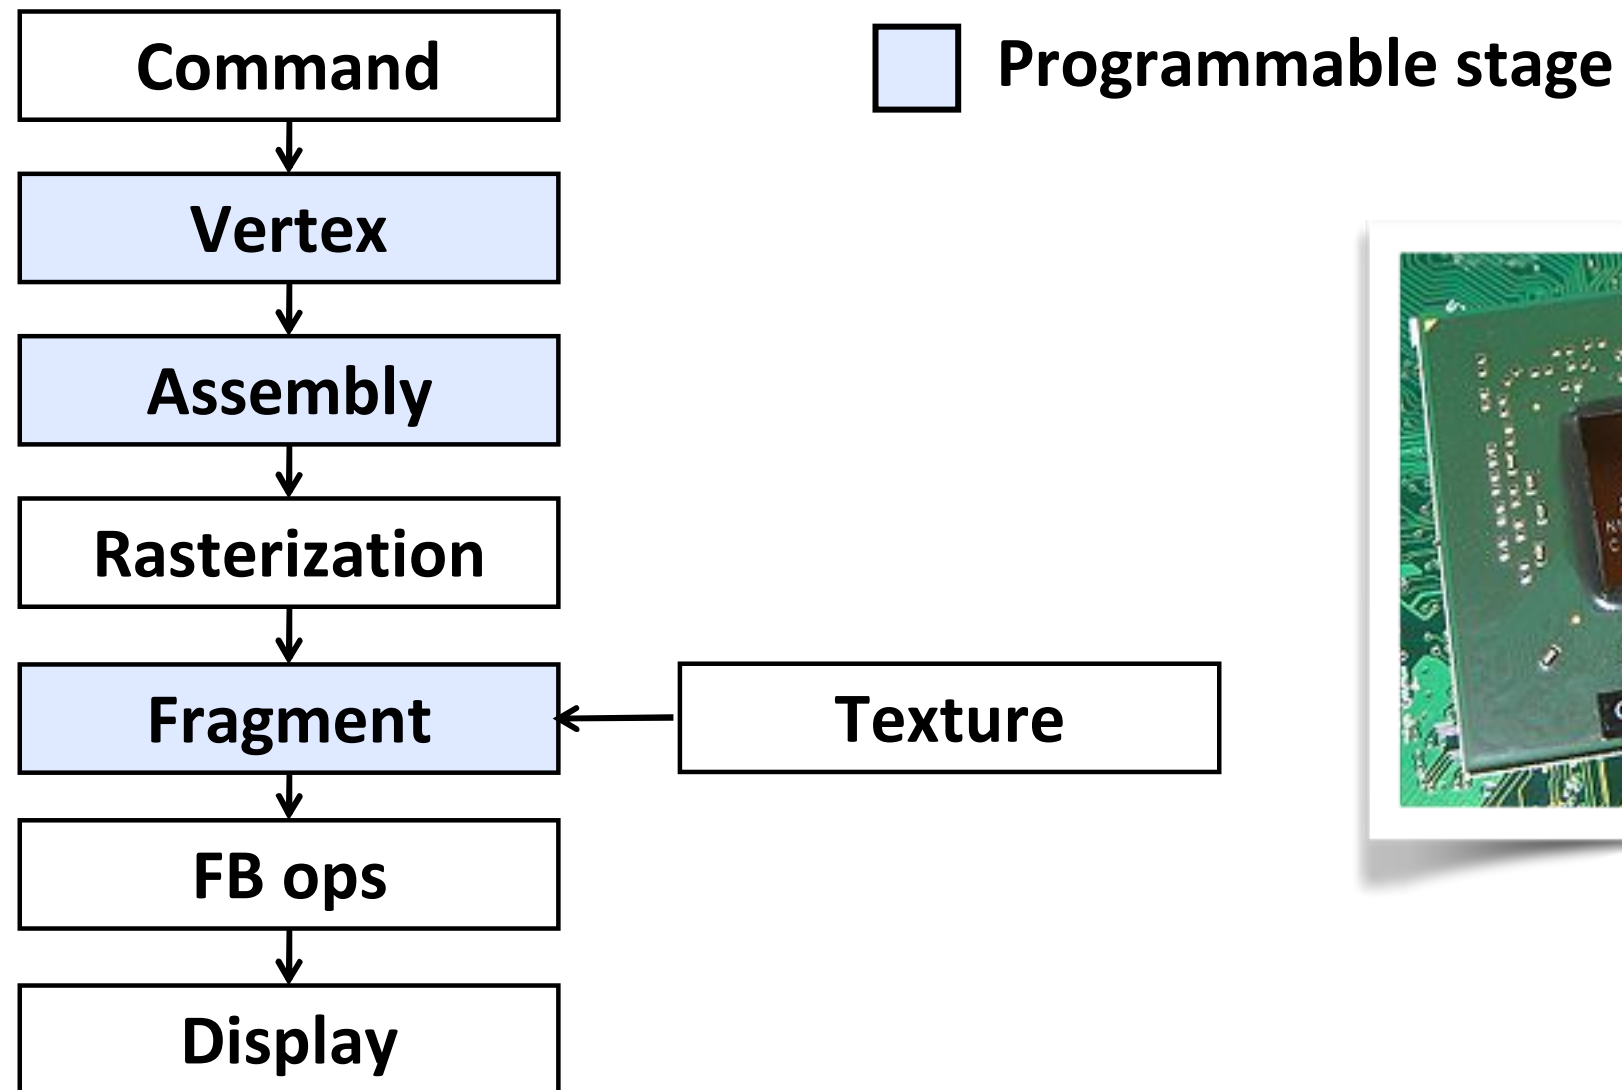 Command
Programmable stage
Vertex
Assembly
Rasterization
Fragment
Texture
FB ops
Display